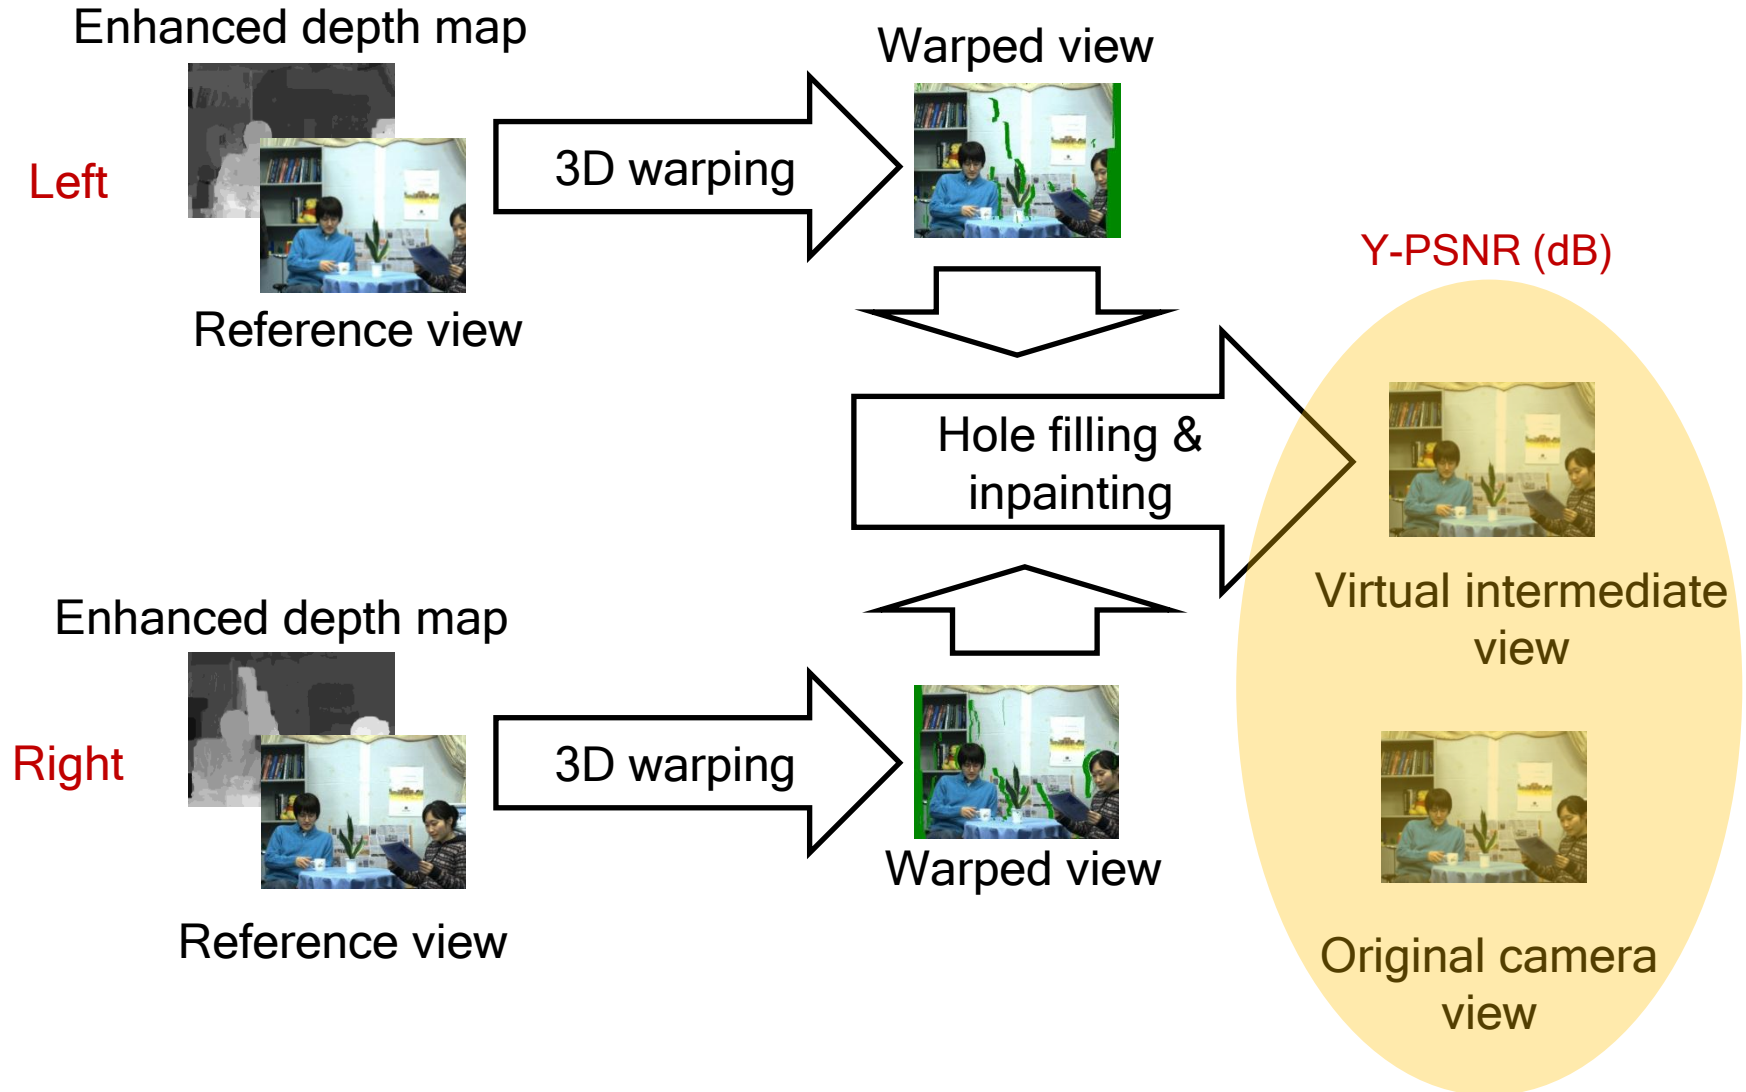 Enhanced depth map
Warped view
Left
3D warping
Reference view
Y-PSNR (dB)
Hole filling &
inpainting
Virtual intermediate
view
Enhanced depth map
Right
3D warping
Warped view
Reference view
Original camera
view